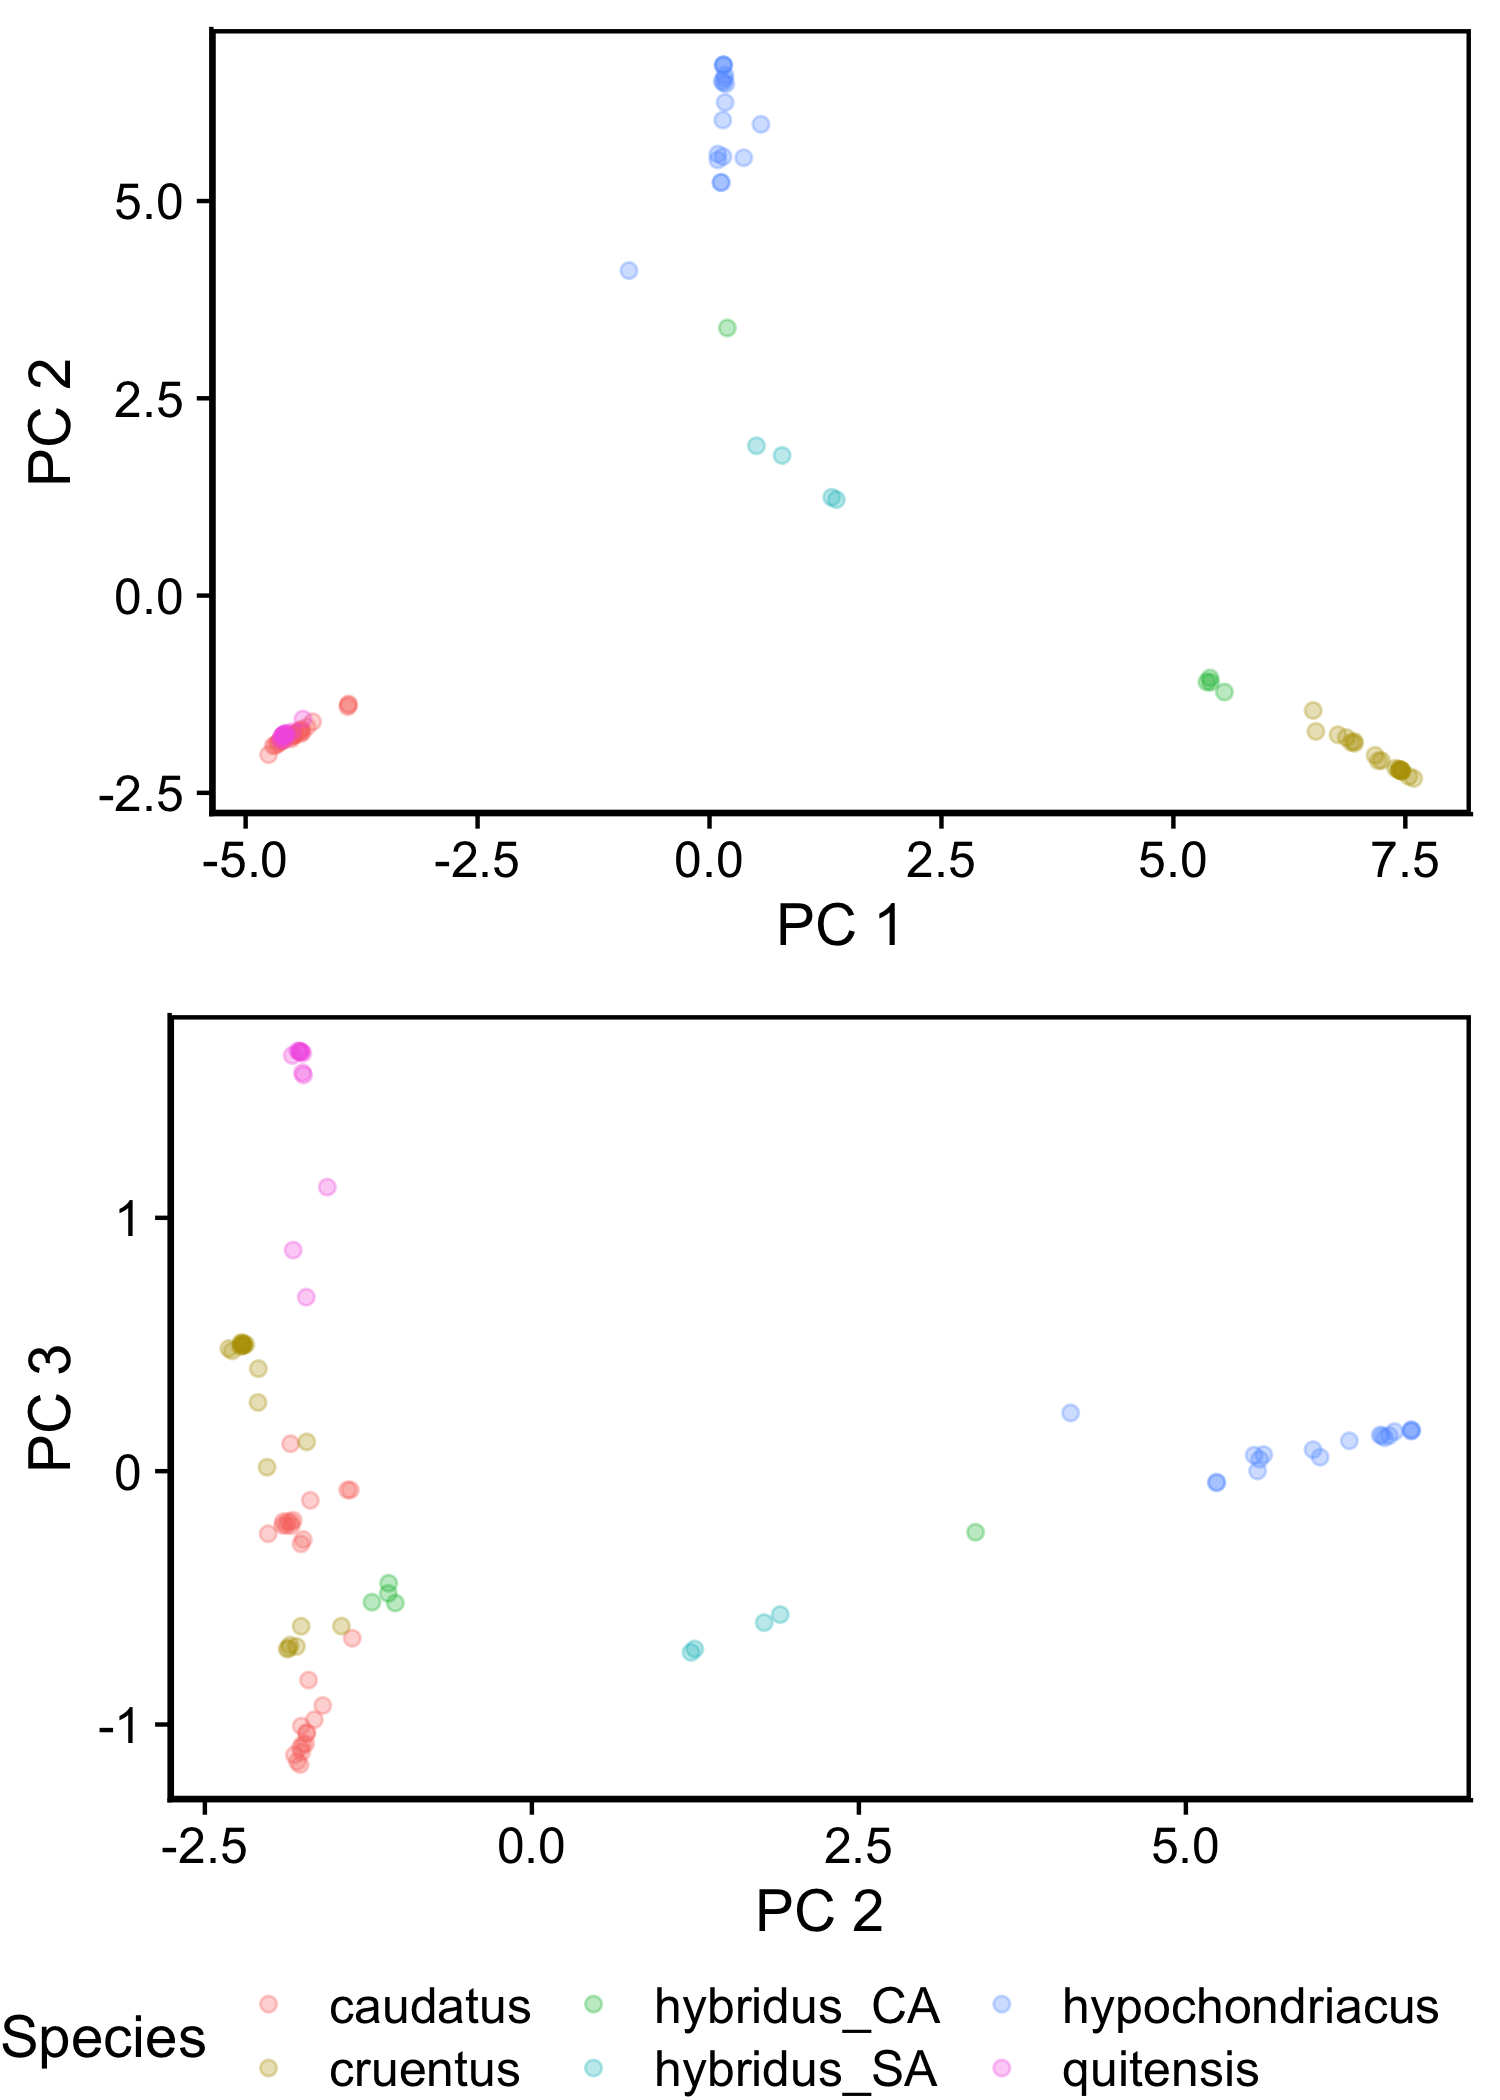 PC 2
5.0
2.5
0.0
-2.5
-5.0 -2.5 0.0 2.5 5.0 7.5
PC 1
PC 3
1
0
-1
-2.5 0.0 2.5 5.0
PC 2
Species
caudatus hybridus_CA hypochondriacus
cruentus hybridus_SA quitensis